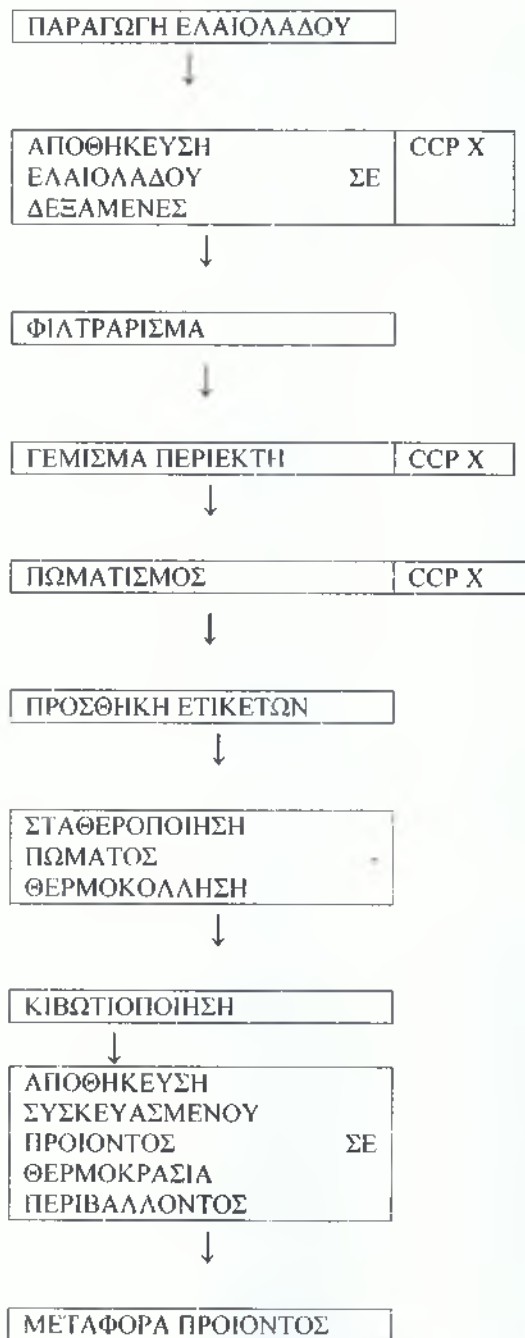 ΠΑΡΑΓΩΓΗ ΕΛΑΙΟΛΑΔΟΥ
ΑΠΟΘΗΚΕΥΣΗ CCP X
ΕΛΑΙΟΛΑΔΟΥ ΣΕ
ΔΕΞΑΜΕΝΕΣ
ΦΙΛΤΡΑΡΙΣΜΑ
ΓΕΜΙΣΜΑ ΠΕΡΙΕΚΤΗ CCP X
ΠΩΜΑΤΙΣΜΟΣ CCP X
ΠΡΟΣΘΗΚΗ ΕΤΙΚΕΤΩΝ
ΣΤΑΘΕΡΟΠΟΙΗΣΗ
ΠΩΜΑΤΟΣ -
ΘΕΡΜΟΚΟΛΛΗΣΗ
ΚΙΒΩΤΙΟΠΟΙΗΣΗ
ΑΠΟΘΗΚΕΥΣΗ
ΣΥΣΚΕΥΑΣΜΕΝΟΥ
ΠΡΟΙΟΝΤΟΣ ΣΕ
ΘΕΡΜΟΚΡΑΣΙΑ
ΠΕΡΙΒΑΛΛΟΝΤΟΣ
ΜΕΤΑΦΟΡΑ ΠΡΟΙΟΝΤΟΣ